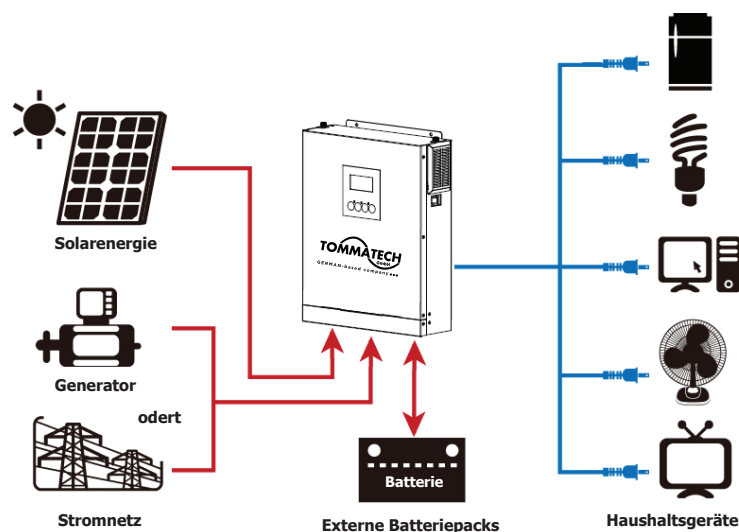 Solarenergie
Generator
odert
Stromnetz
TOMMATECH
GmbH
GERMAN-based company
Batterie
Externe Batteriepacks
Haushaltsgeräte